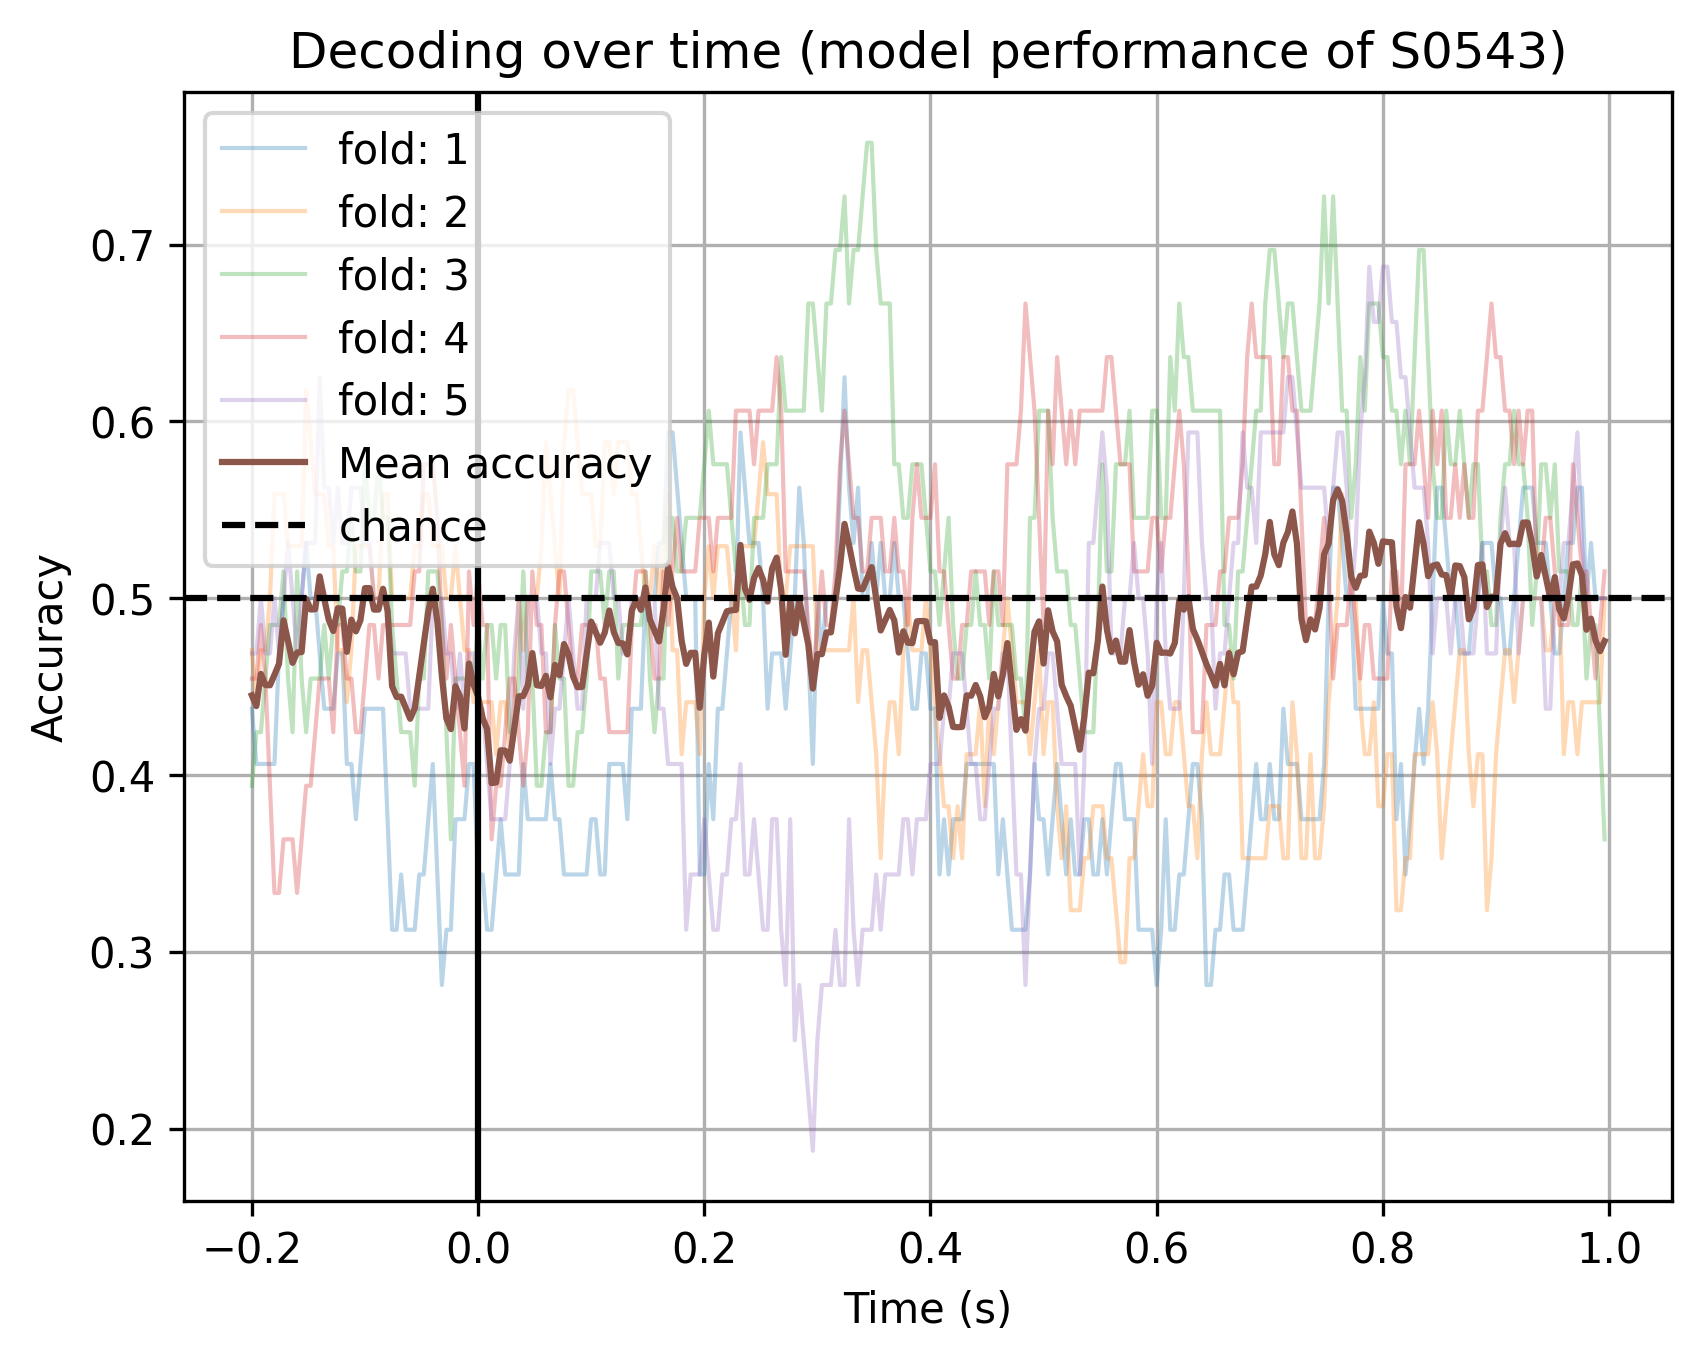 Decoding over time (model performance of S0543)
fold: 1
fold: 2
fold: 3
fold: 4
fold: 5
Mean accuracy
chance
Accuracy
0.7
0.6
0.5
0.4
0.3
0.2
−0.2 0.0 0.2 0.4 0.6 0.8 1.0
Time (s)